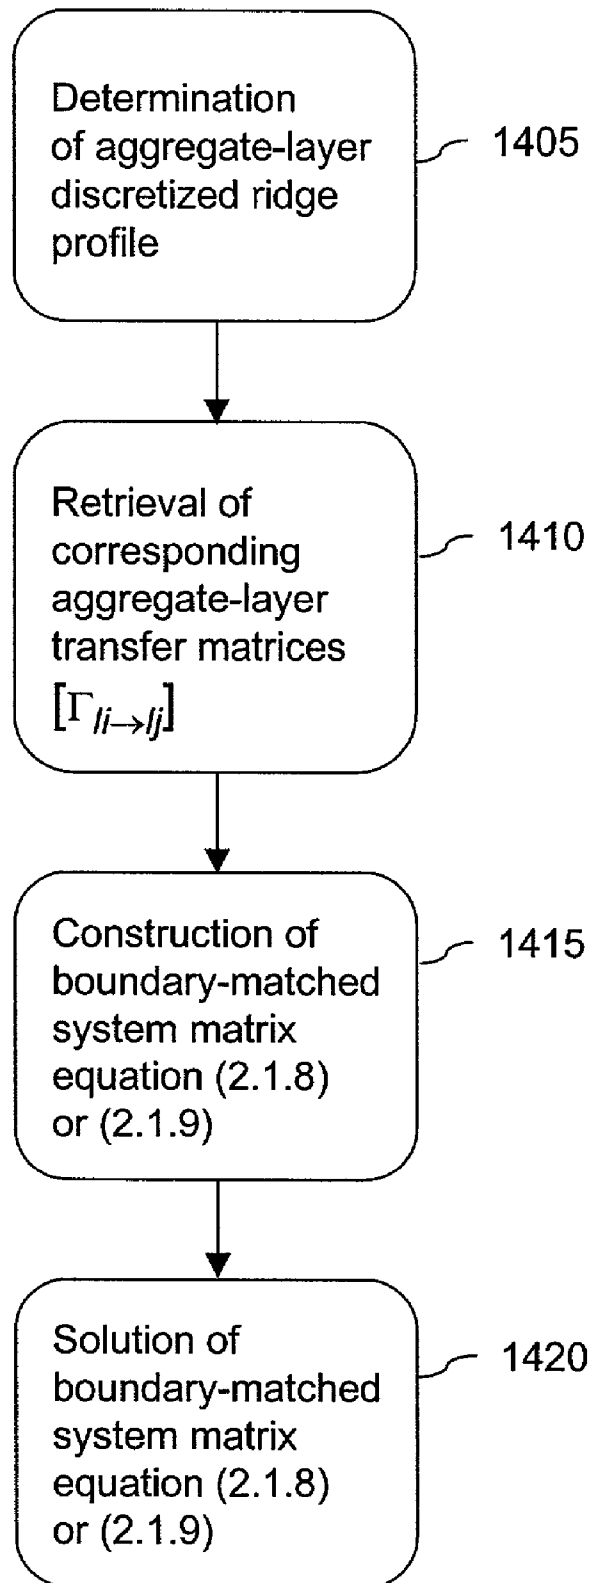 Determination
of aggregate-layer
discretized ridge
profile
1405
Retrieval of
corresponding
aggregate-layer
transfer matrices
[Γli→lj]
1410
Construction of
boundary-matched
system matrix
equation (2.1.8)
or (2.1.9)
1415
Solution of
boundary-matched
system matrix
equation (2.1.8)
or (2.1.9)
1420